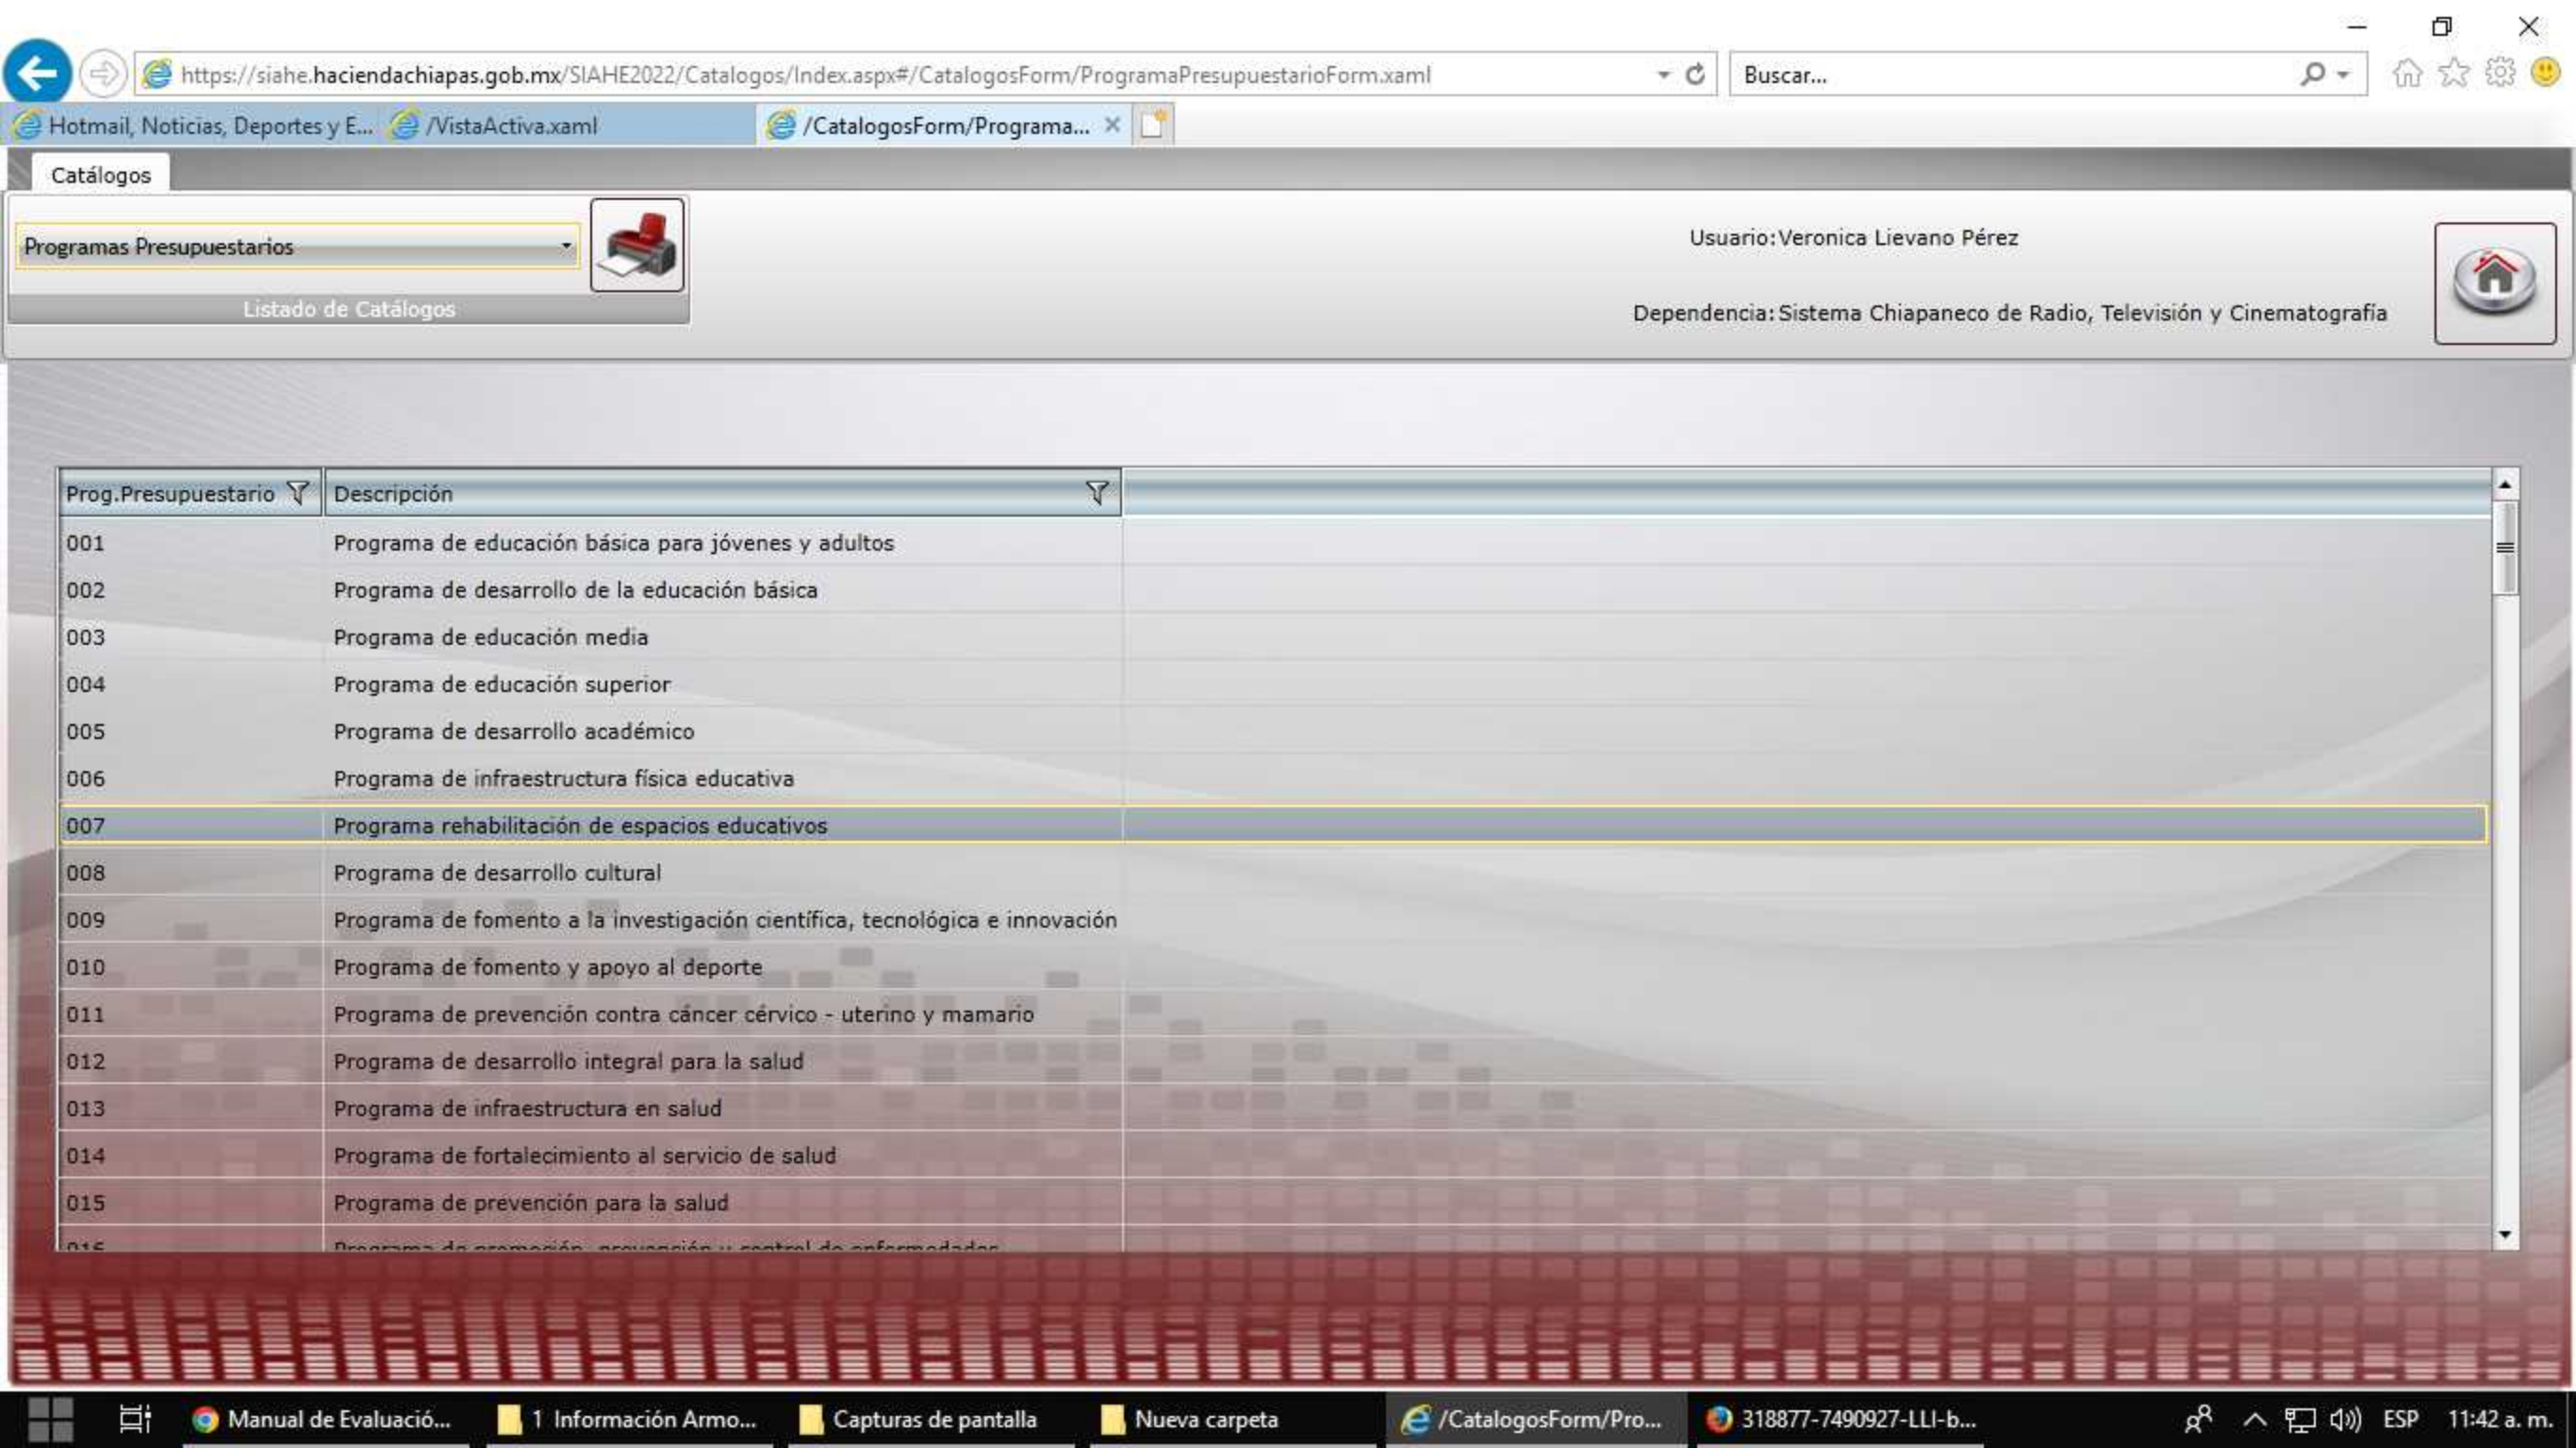 https://siahe.haciendachiapas.gob.mx/SIAHE2022/Catalogos/Index.aspx#/CatalogosForm/ProgramaPresupuestarioForm.xaml
Buscar...
Hotmail, Noticias, Deportes y E...
/VistaActiva.xaml
/CatalogosForm/Programa...
Catálogos
Programas Presupuestarios
Listado de Catálogos
Usuario: Veronica Lievano Pérez
Dependencia: Sistema Chiapaneco de Radio, Televisión y Cinematografía
Prog.Presupuestario Descripción
001 Programa de educación básica para jóvenes y adultos
002 Programa de desarrollo de la educación básica
003 Programa de educación media
004 Programa de educación superior
005 Programa de desarrollo académico
006 Programa de infraestructura física educativa
007 Programa rehabilitación de espacios educativos
008 Programa de desarrollo cultural
009 Programa de fomento a la investigación científica, tecnológica e innovación
010 Programa de fomento y apoyo al deporte
011 Programa de prevención contra cáncer cérvico - uterino y mamario
012 Programa de desarrollo integral para la salud
013 Programa de infraestructura en salud
014 Programa de fortalecimiento al servicio de salud
015 Programa de prevención para la salud
016 Programa de promoción, prevención y control de enfermedades
Manual de Evaluació...
1 Información Armo...
Capturas de pantalla
Nueva carpeta
/CatalogosForm/Pro...
318877-7490927-LLI-b...
ESP
11:42 a. m.